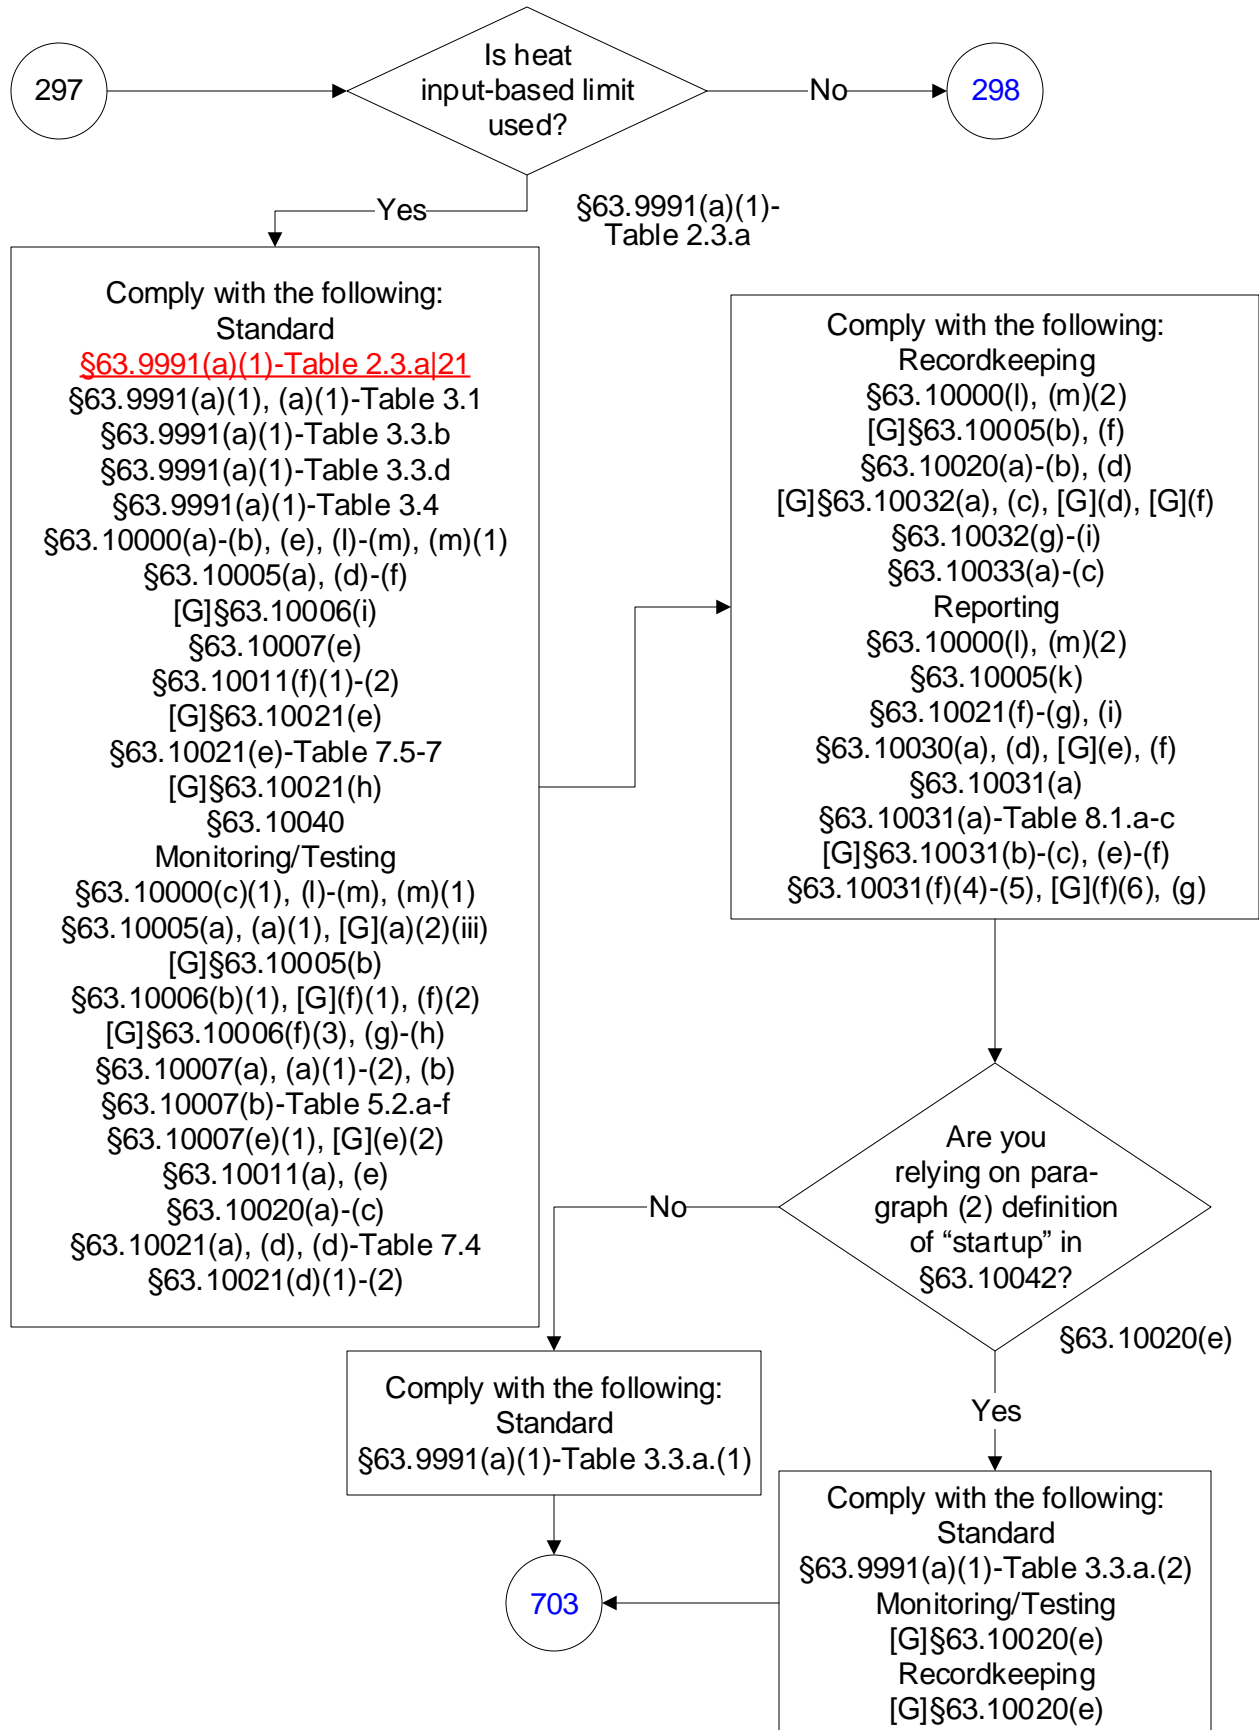 297
Is heat
input-based limit
used?
No
298
Yes
§63.9991(a)(1)-
Table 2.3.a
Comply with the following:
Standard
§63.9991(a)(1)-Table 2.3.a|21
§63.9991(a)(1), (a)(1)-Table 3.1
§63.9991(a)(1)-Table 3.3.b
§63.9991(a)(1)-Table 3.3.d
§63.9991(a)(1)-Table 3.4
§63.10000(a)-(b), (e), (l)-(m), (m)(1)
§63.10005(a), (d)-(f)
[G]§63.10006(i)
§63.10007(e)
§63.10011(f)(1)-(2)
[G]§63.10021(e)
§63.10021(e)-Table 7.5-7
[G]§63.10021(h)
§63.10040
Monitoring/Testing
§63.10000(c)(1), (l)-(m), (m)(1)
§63.10005(a), (a)(1), [G](a)(2)(iii)
[G]§63.10005(b)
§63.10006(b)(1), [G](f)(1), (f)(2)
[G]§63.10006(f)(3), (g)-(h)
§63.10007(a), (a)(1)-(2), (b)
§63.10007(b)-Table 5.2.a-f
§63.10007(e)(1), [G](e)(2)
§63.10011(a), (e)
§63.10020(a)-(c)
§63.10021(a), (d), (d)-Table 7.4
§63.10021(d)(1)-(2)
Comply with the following:
Recordkeeping
§63.10000(l), (m)(2)
[G]§63.10005(b), (f)
§63.10020(a)-(b), (d)
[G]§63.10032(a), (c), [G](d), [G](f)
§63.10032(g)-(i)
§63.10033(a)-(c)
Reporting
§63.10000(l), (m)(2)
§63.10005(k)
§63.10021(f)-(g), (i)
§63.10030(a), (d), [G](e), (f)
§63.10031(a)
§63.10031(a)-Table 8.1.a-c
[G]§63.10031(b)-(c), (e)-(f)
§63.10031(f)(4)-(5), [G](f)(6), (g)
Are you
relying on para-
graph (2) definition
of “startup” in
§63.10042?
No
§63.10020(e)
Yes
Comply with the following:
Standard
§63.9991(a)(1)-Table 3.3.a.(1)
703
Comply with the following:
Standard
§63.9991(a)(1)-Table 3.3.a.(2)
Monitoring/Testing
[G]§63.10020(e)
Recordkeeping
[G]§63.10020(e)